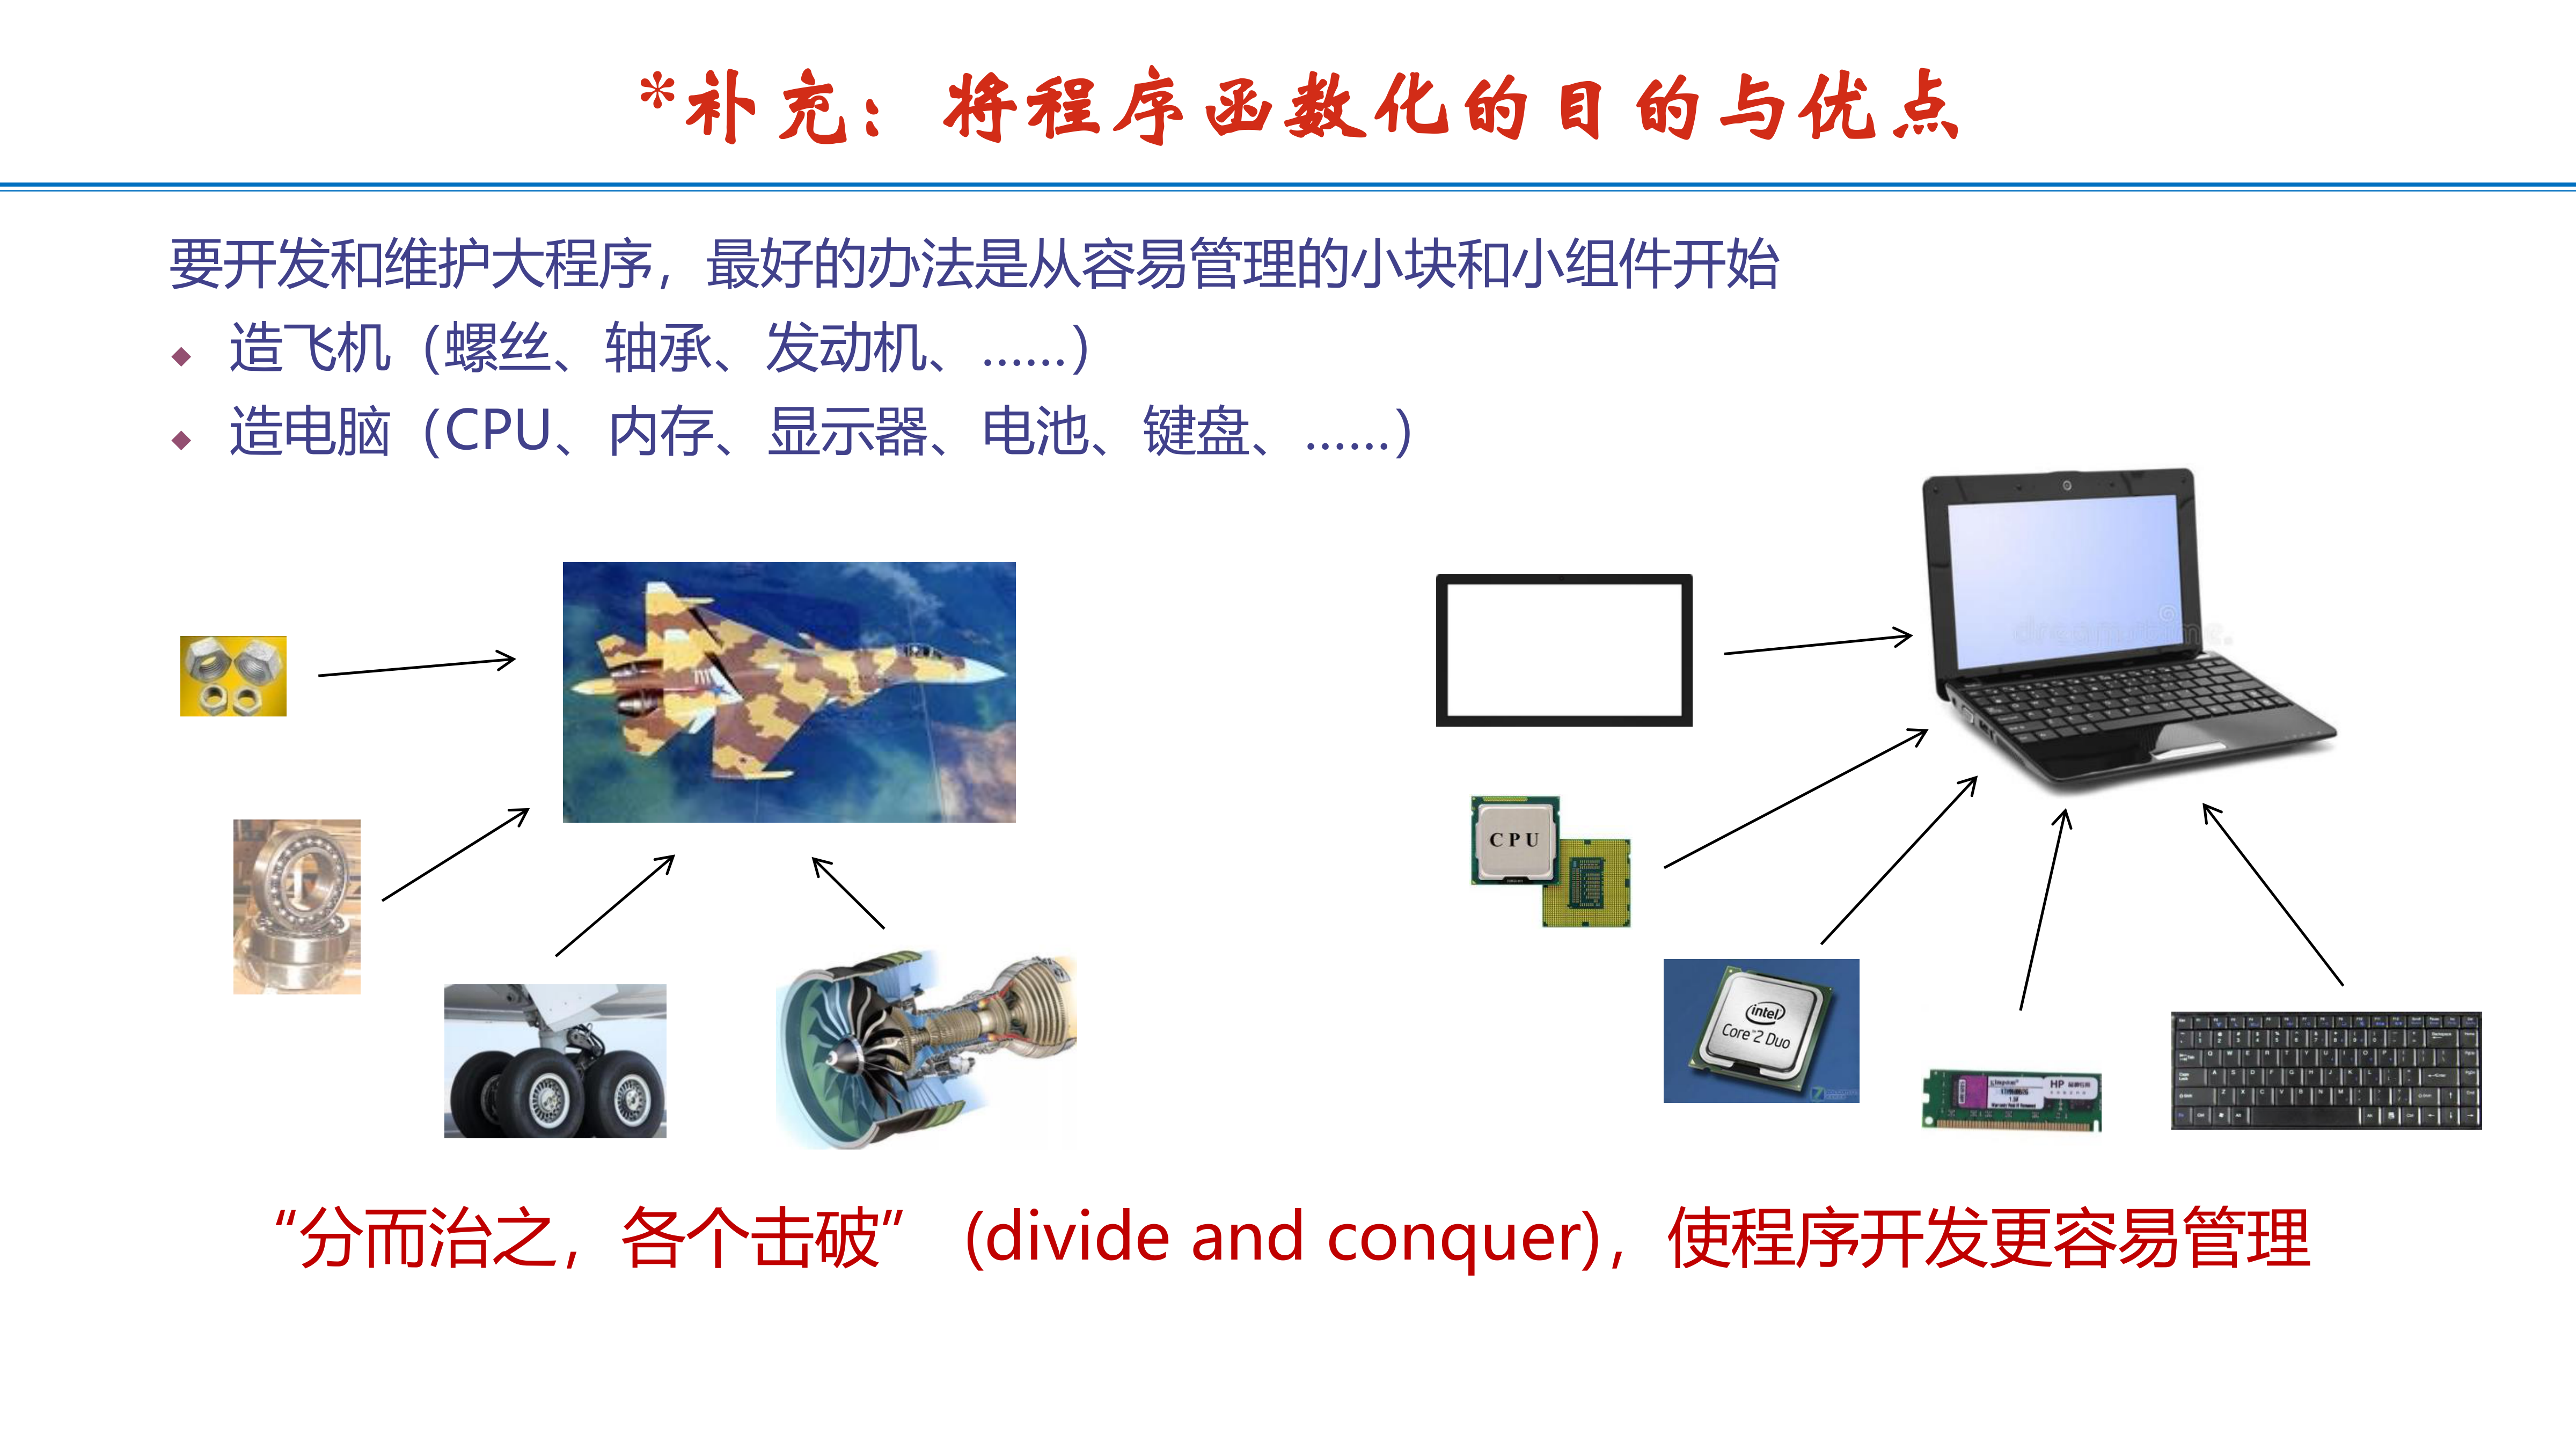 *补充：将程序函数化的目的与优点
要开发和维护大程序，最好的办法是从容易管理的小块和小组件开始
◆ 造飞机（螺丝、轴承、发动机、……）
◆ 造电脑（CPU、内存、显示器、电池、键盘、……）
dreamstime.
CPU
intel
Core™2 Duo
Kingston
HP
“分而治之，各个击破” (divide and conquer)，使程序开发更容易管理